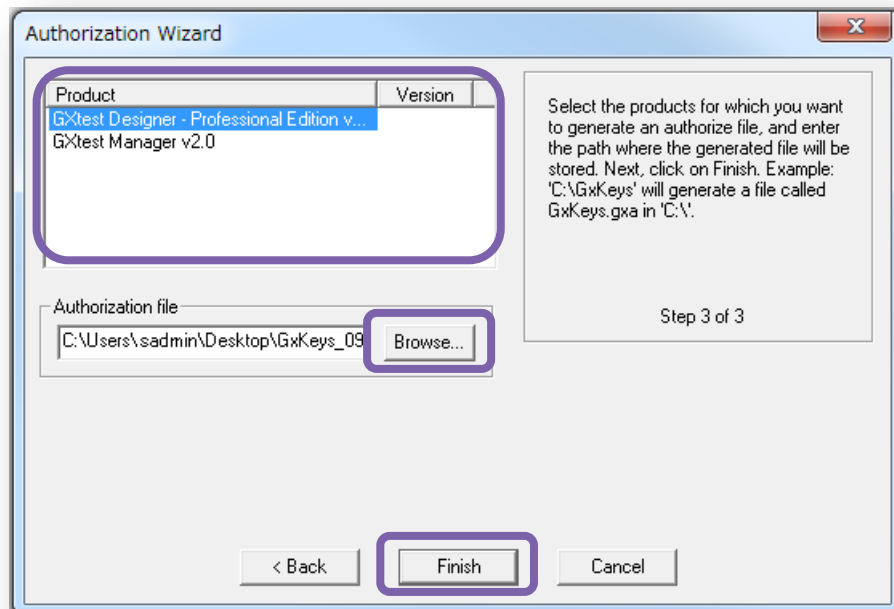 Authorization Wizard
Product Version
GXtest Designer - Professional Edition v...
GXtest Manager v2.0
Select the products for which you want
to generate an authorize file, and enter
the path where the generated file will be
stored. Next, click on Finish. Example:
'C:\GxKeys' will generate a file called
GxKeys.gxa in 'C:\'.
Step 3 of 3
Authorization file
C:\Users\sadmin\Desktop\GxKeys_09
Browse...
< Back Finish Cancel